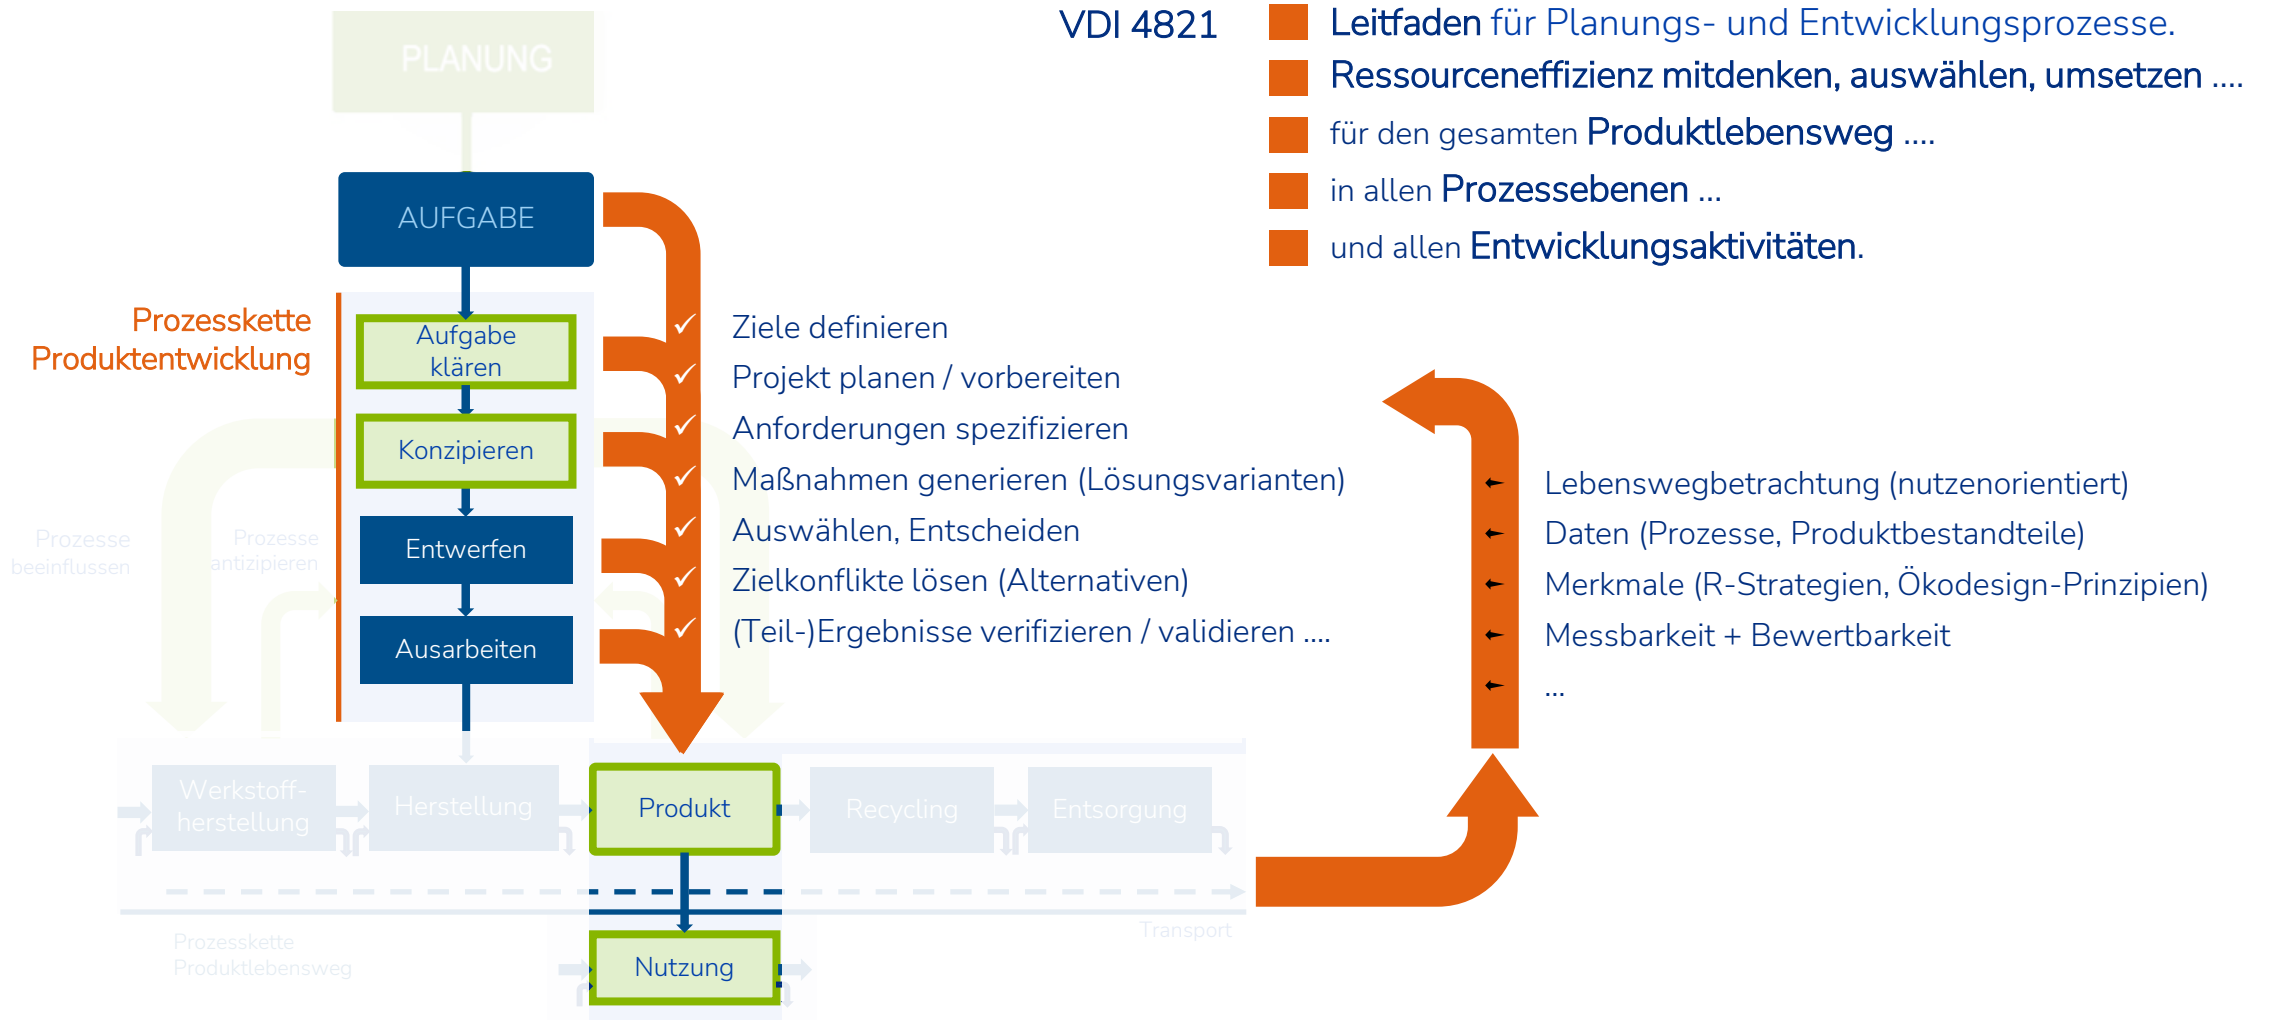 PLANUNG
VDI 4821
Leitfaden für Planungs- und Entwicklungsprozesse.
Ressourceneffizienz mitdenken, auswählen, umsetzen ....
für den gesamten Produktlebensweg ....
in allen Prozessebenen ...
und allen Entwicklungsaktivitäten.
AUFGABE
Prozesskette
Produktentwicklung
Aufgabe
klären
Konzipieren
Entwerfen
Ausarbeiten
Prozesse
beeinflussen
Prozesse
antizipieren
Ziele definieren
Projekt planen / vorbereiten
Anforderungen spezifizieren
Maßnahmen generieren (Lösungsvarianten)
Auswählen, Entscheiden
Zielkonflikte lösen (Alternativen)
(Teil-)Ergebnisse verifizieren / validieren ....
Lebenswegbetrachtung (nutzenorientiert)
Daten (Prozesse, Produktbestandteile)
Merkmale (R-Strategien, Ökodesign-Prinzipien)
Messbarkeit + Bewertbarkeit
...
Werkstoff-
herstellung
Herstellung
Produkt
Recycling
Entsorgung
Transport
Prozesskette
Produktlebensweg
Nutzung